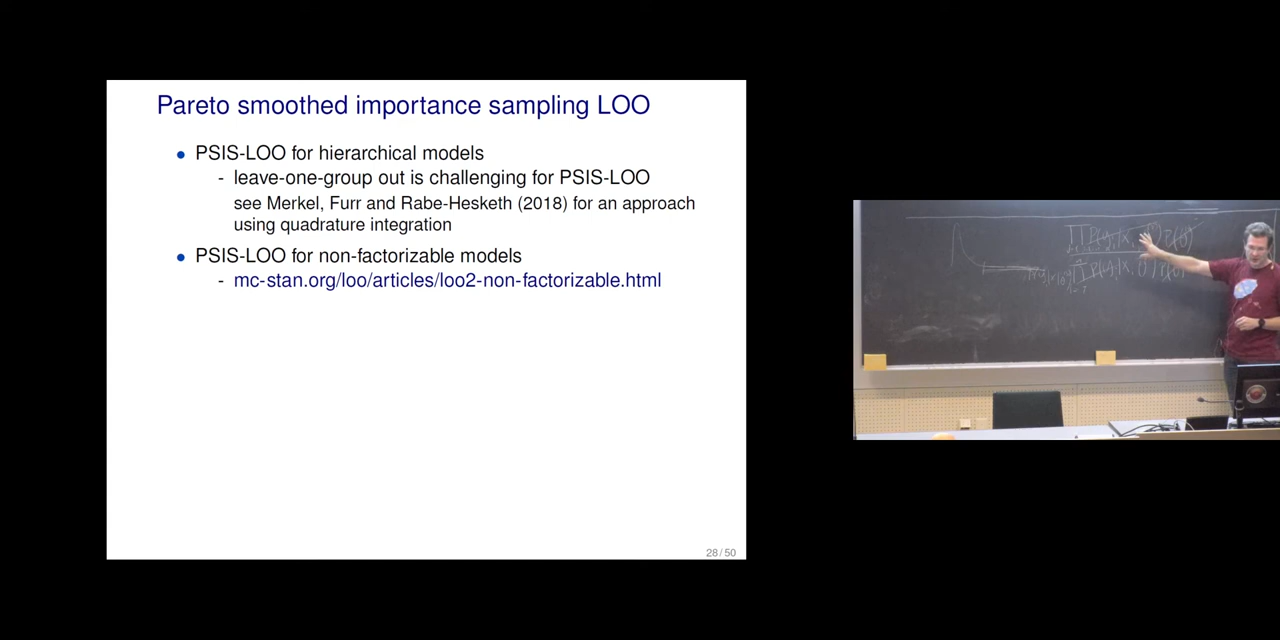 Pareto smoothed importance sampling LOO
• PSIS-LOO for hierarchical models
- leave-one-group out is challenging for PSIS-LOO
see Merkel, Furr and Rabe-Hesketh (2018) for an approach
using quadrature integration
• PSIS-LOO for non-factorizable models
- mc-stan.org/loo/articles/loo2-non-factorizable.html
28 / 50